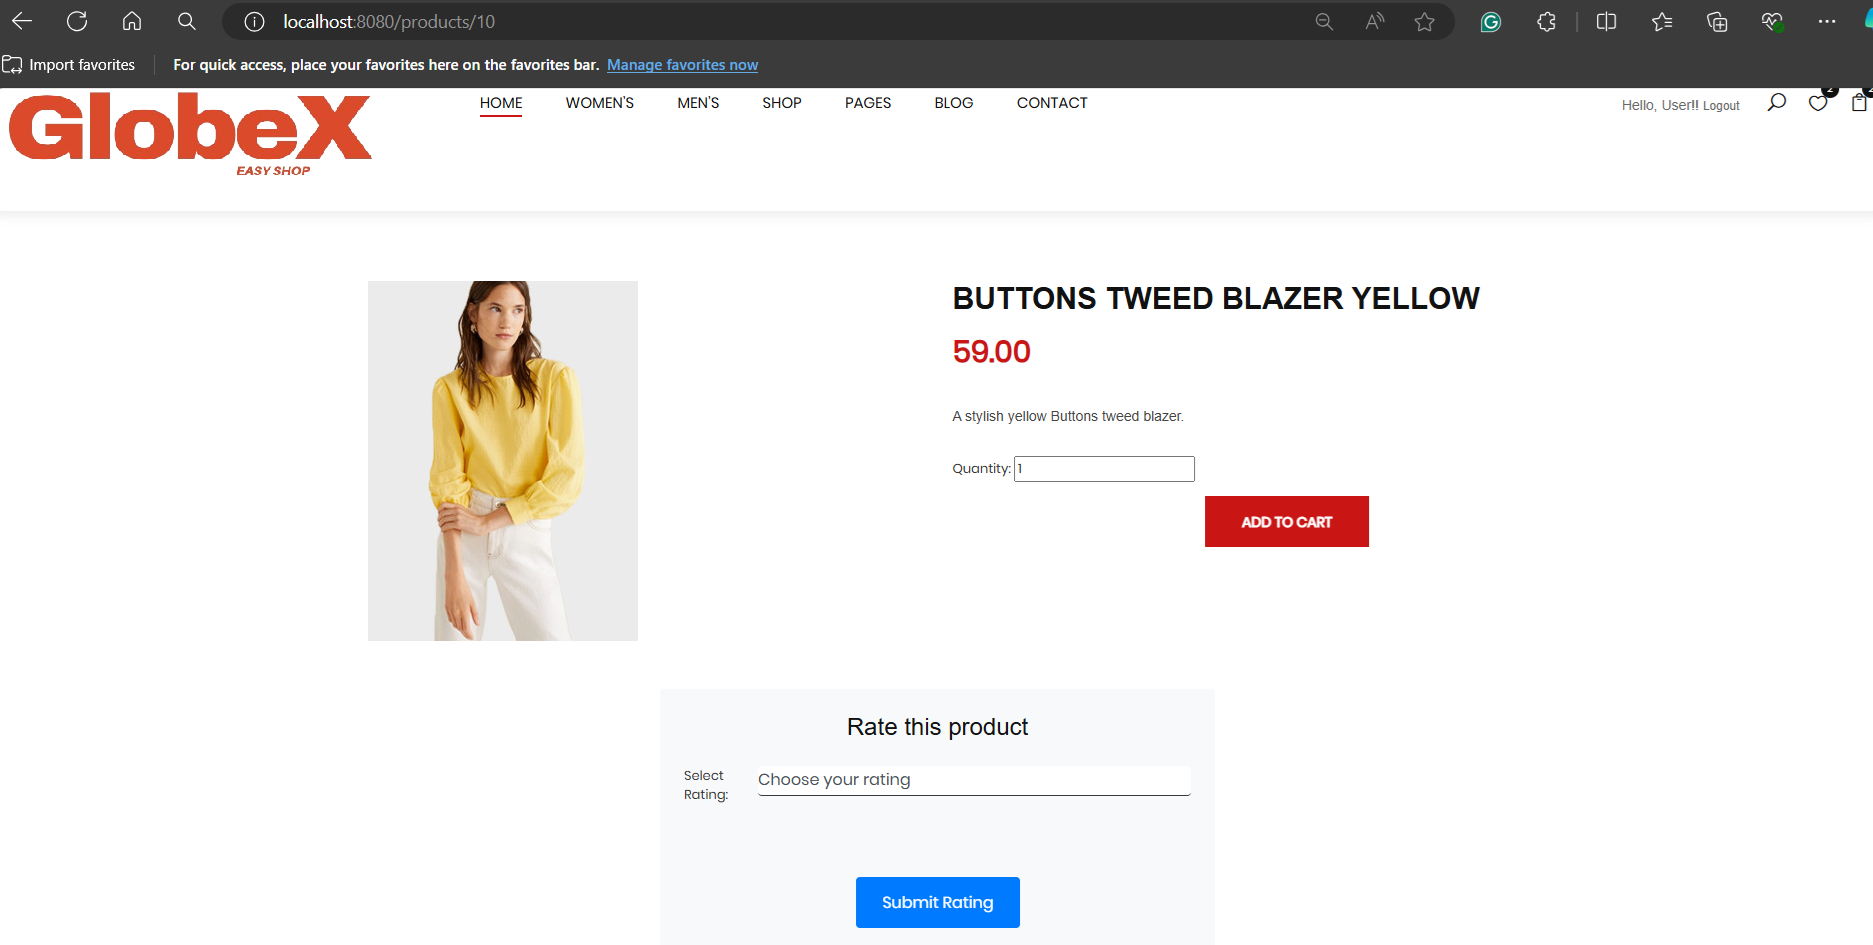 localhost:8080/products/10
Import favorites
For quick access, place your favorites here on the favorites bar. Manage favorites now
GlobeX
EASY SHOP
HOME WOMEN'S MEN'S SHOP PAGES BLOG CONTACT
Hello, User!! Logout
BUTTONS TWEED BLAZER YELLOW
59.00
A stylish yellow Buttons tweed blazer.
Quantity: 1
ADD TO CART
Rate this product
Select
Rating:
Choose your rating
Submit Rating